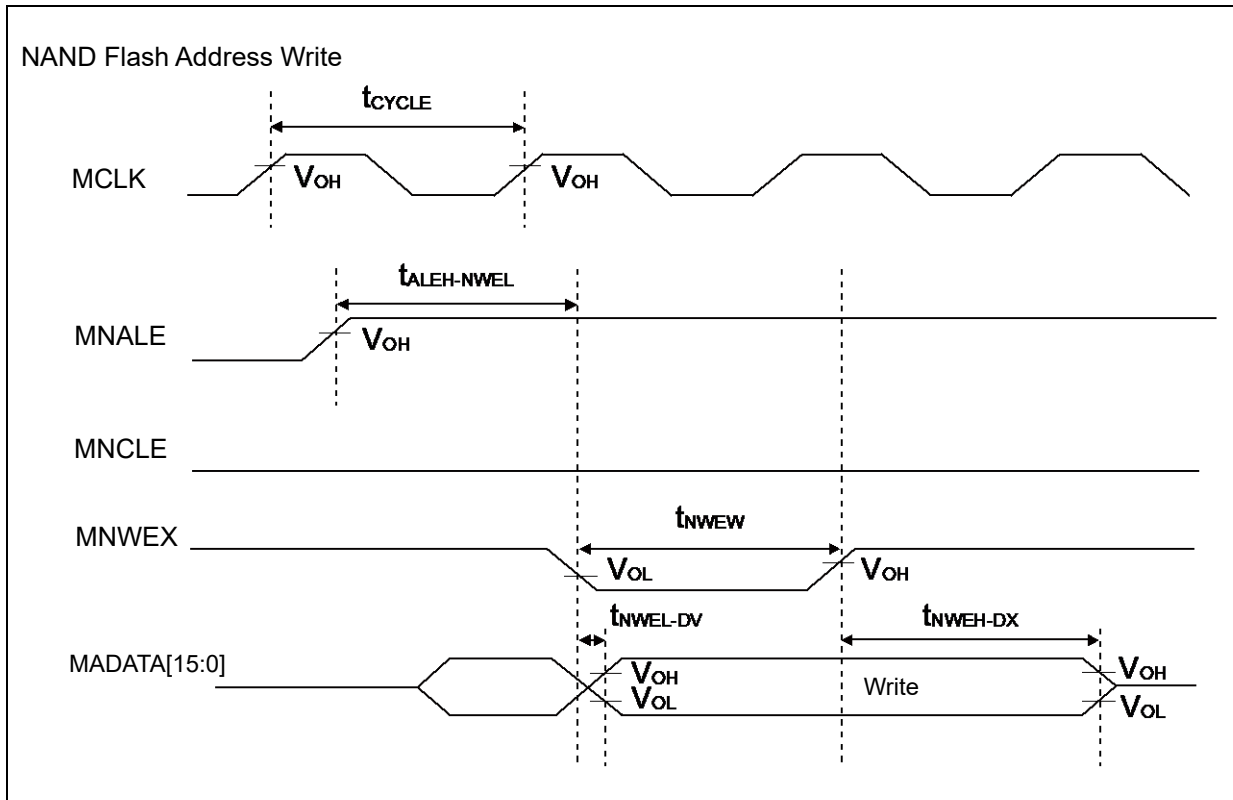 NAND Flash Address Write
tCYCLE
MCLK
VOH
VOH
tALEH-NWEL
MNALE
VOH
MNCLE
tNWEW
MNWEX
VOL
VOH
tNWEL-DV
tNWEH-DX
MADATA[15:0]
VOH
VOL
Write
VOH
VOL